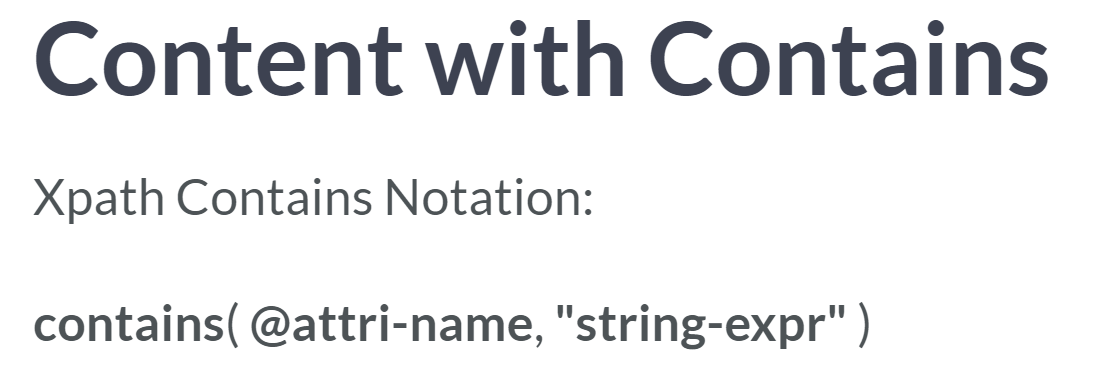 Content with Contains
Xpath Contains Notation:
contains( @attri-name, "string-expr" )